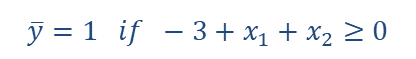 ȳ = 1 if − 3 + x₁ + x₂ ≥ 0